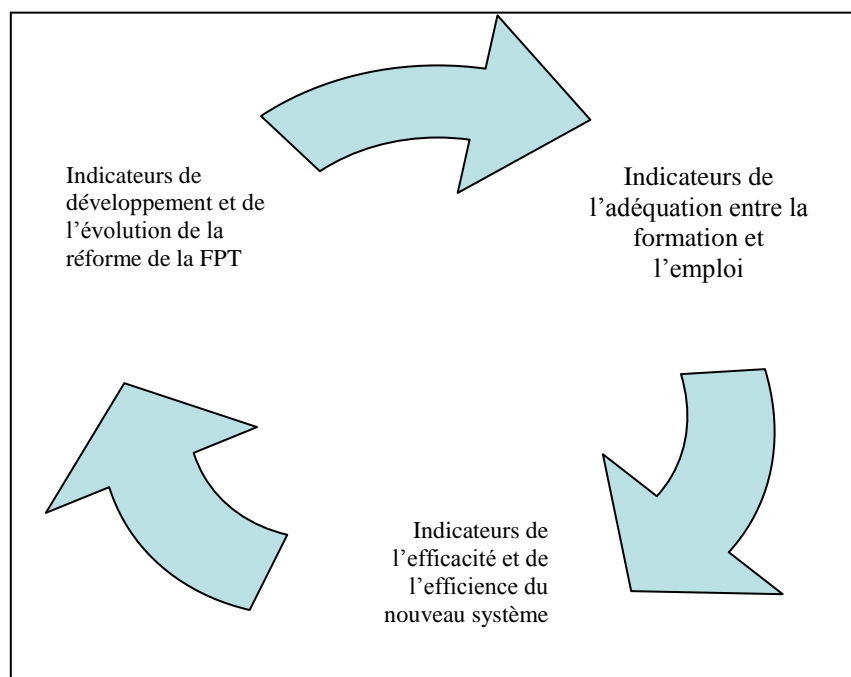 Indicateurs de
développement et de
l’évolution de la
réforme de la FPT
Indicateurs de
l’adéquation entre la
formation et
l’emploi
Indicateurs de
l’efficacité et de
l’efficience du
nouveau système